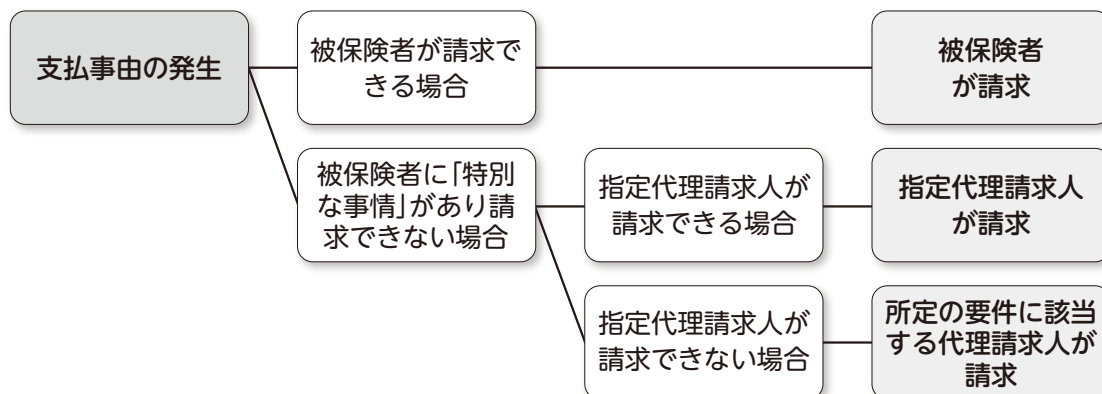 支払事由の発生
被保険者が請求で
きる場合
被保険者
が請求
被保険者に「特別
な事情」があり請
求できない場合
指定代理請求人が
請求できる場合
指定代理請求人
が請求
指定代理請求人が
請求できない場合
所定の要件に該当
する代理請求人が
請求